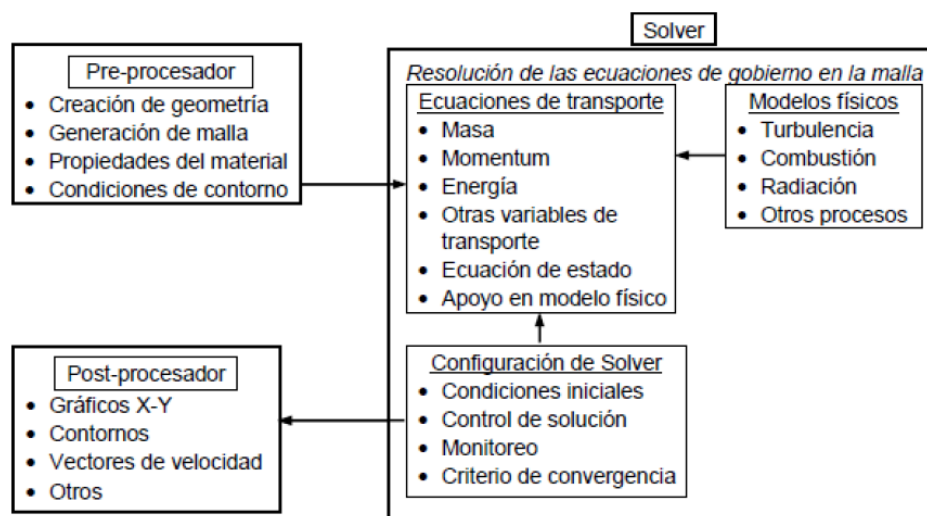 Solver
Pre-procesador
• Creación de geometría
• Generación de malla
• Propiedades del material
• Condiciones de contorno
Resolución de las ecuaciones de gobierno en la malla
Ecuaciones de transporte
• Masa
• Momentum
• Energía
• Otras variables de
transporte
• Ecuación de estado
• Apoyo en modelo físico
Modelos físicos
• Turbulencia
• Combustión
• Radiación
• Otros procesos
Configuración de Solver
• Condiciones iniciales
• Control de solución
• Monitoreo
• Criterio de convergencia
Post-procesador
• Gráficos X-Y
• Contornos
• Vectores de velocidad
• Otros